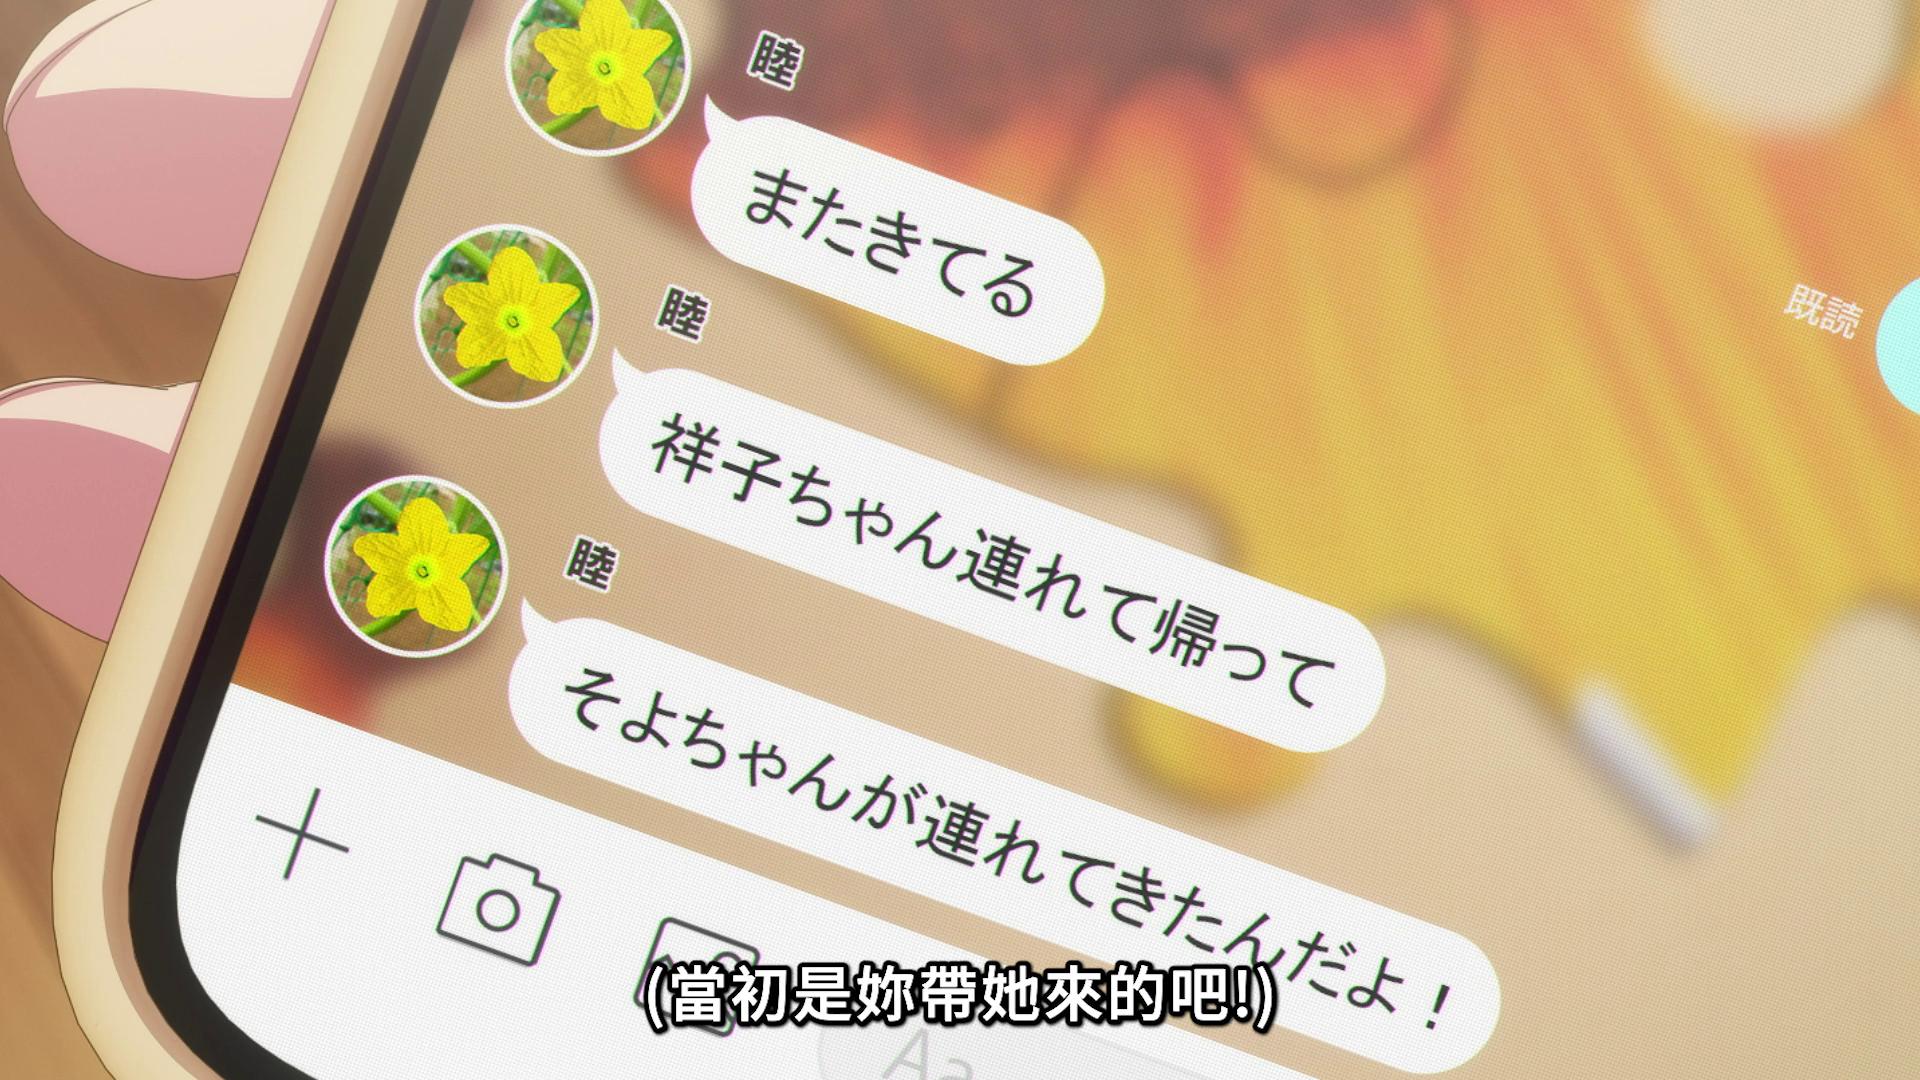 睦
またきてる
既読
睦
祥子ちゃん連れて帰って
睦
そよちゃんが連れてきたんだよ！
(當初是妳帶她來的吧!)
Aa